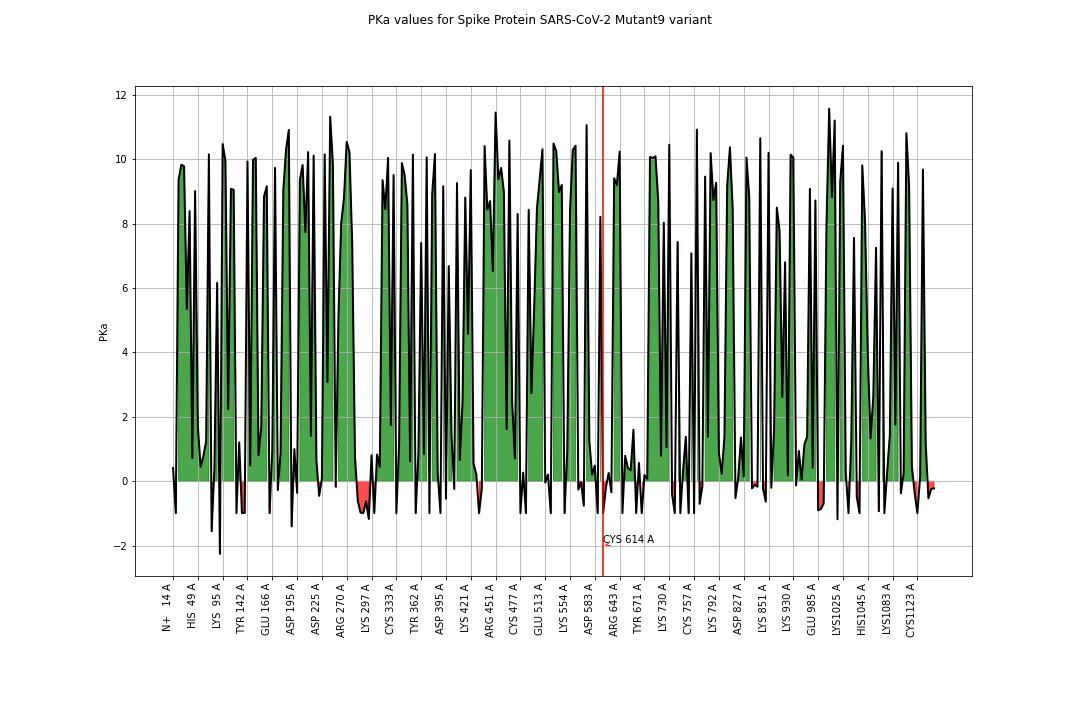 PKa values for Spike Protein SARS-CoV-2 Mutant9 variant
12
10
8
6
4
2
0
−2
PKa
CYS 614 A
N+ 14 A
HIS 49 A
LYS 95 A
TYR 142 A
GLU 166 A
ASP 195 A
ASP 225 A
ARG 270 A
LYS 297 A
CYS 333 A
TYR 362 A
ASP 395 A
LYS 421 A
ARG 451 A
CYS 477 A
GLU 513 A
LYS 554 A
ASP 583 A
ARG 643 A
TYR 671 A
LYS 730 A
CYS 757 A
LYS 792 A
ASP 827 A
LYS 851 A
LYS 930 A
GLU 985 A
LYS1025 A
HIS1045 A
LYS1083 A
CYS1123 A